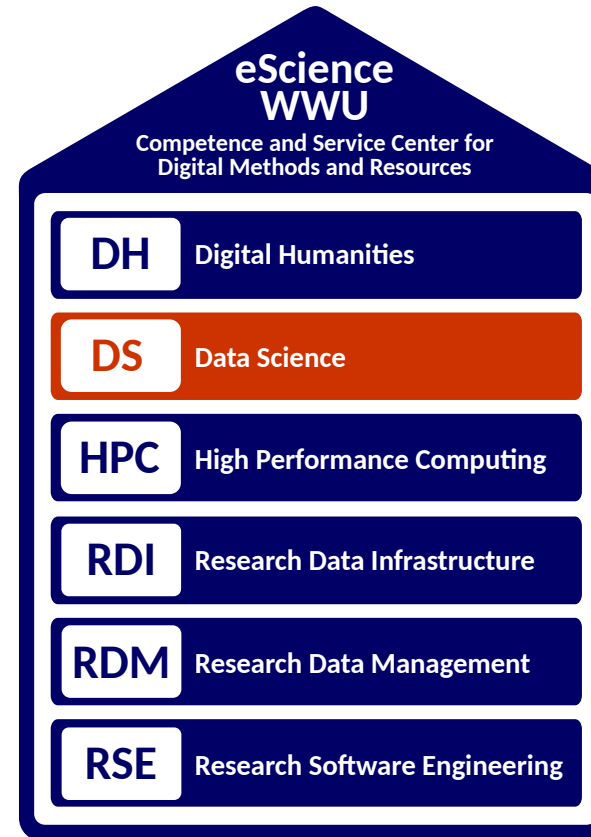 eScience
WWU
Competence and Service Center for
Digital Methods and Resources
DH Digital Humanities
DS Data Science
HPC High Performance Computing
RDI Research Data Infrastructure
RDM Research Data Management
RSE Research Software Engineering